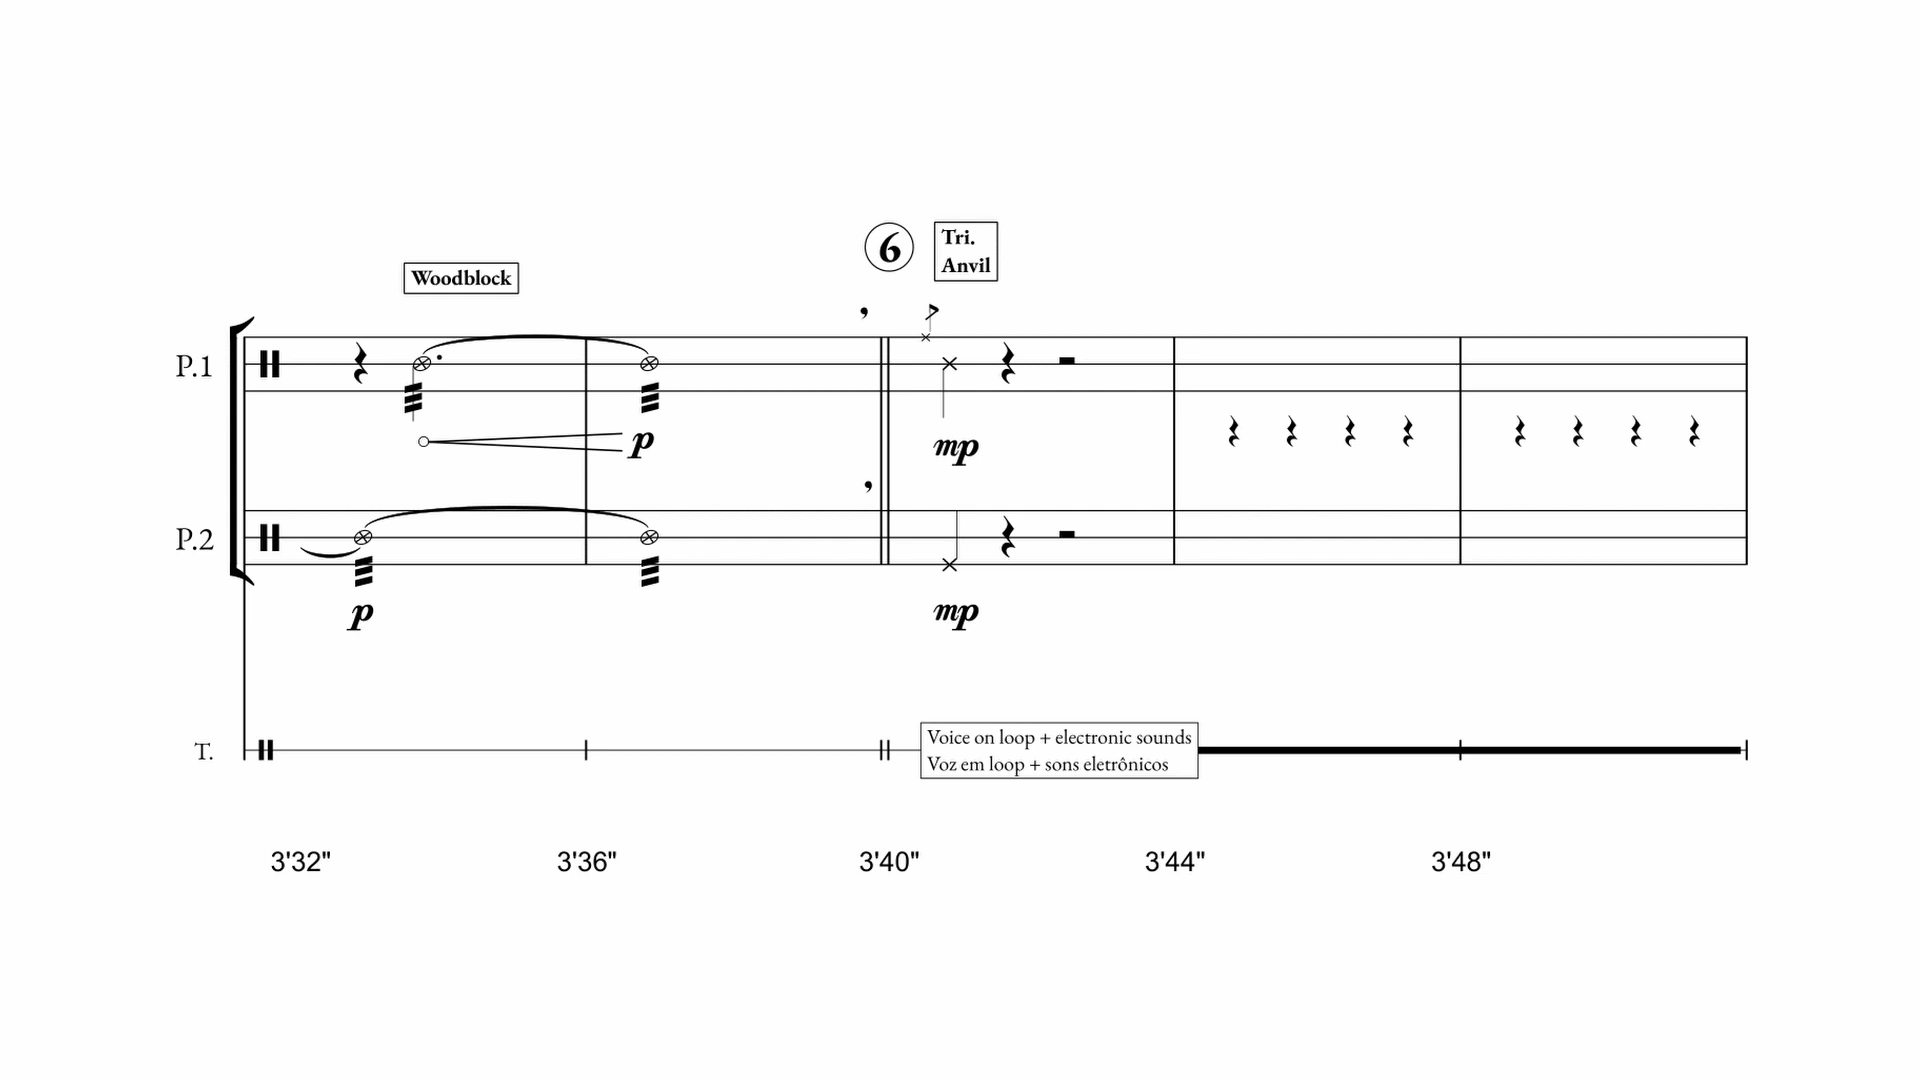 6
Tri.
Anvil
Woodblock
P.1
p
mp
P.2
p
mp
T.
Voice on loop + electronic sounds
Voz em loop + sons eletrônicos
3'32" 3'36" 3'40" 3'44" 3'48"